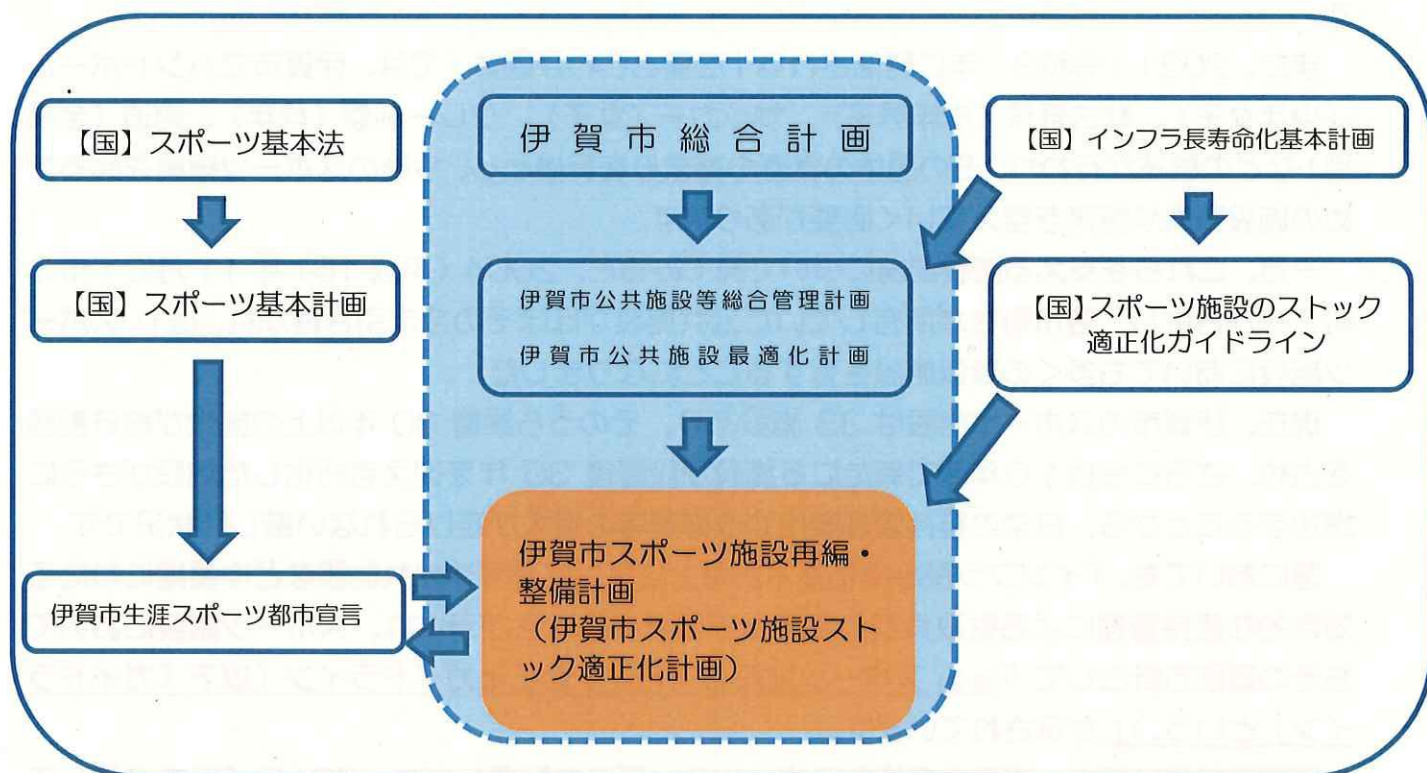 【国】スポーツ基本法
伊賀市総合計画
【国】インフラ長寿命化基本計画
【国】スポーツ基本計画
伊賀市公共施設等総合管理計画
伊賀市公共施設最適化計画
【国】スポーツ施設のストック
適正化ガイドライン
伊賀市生涯スポーツ都市宣言
伊賀市スポーツ施設再編・
整備計画
（伊賀市スポーツ施設スト
ック適正化計画）